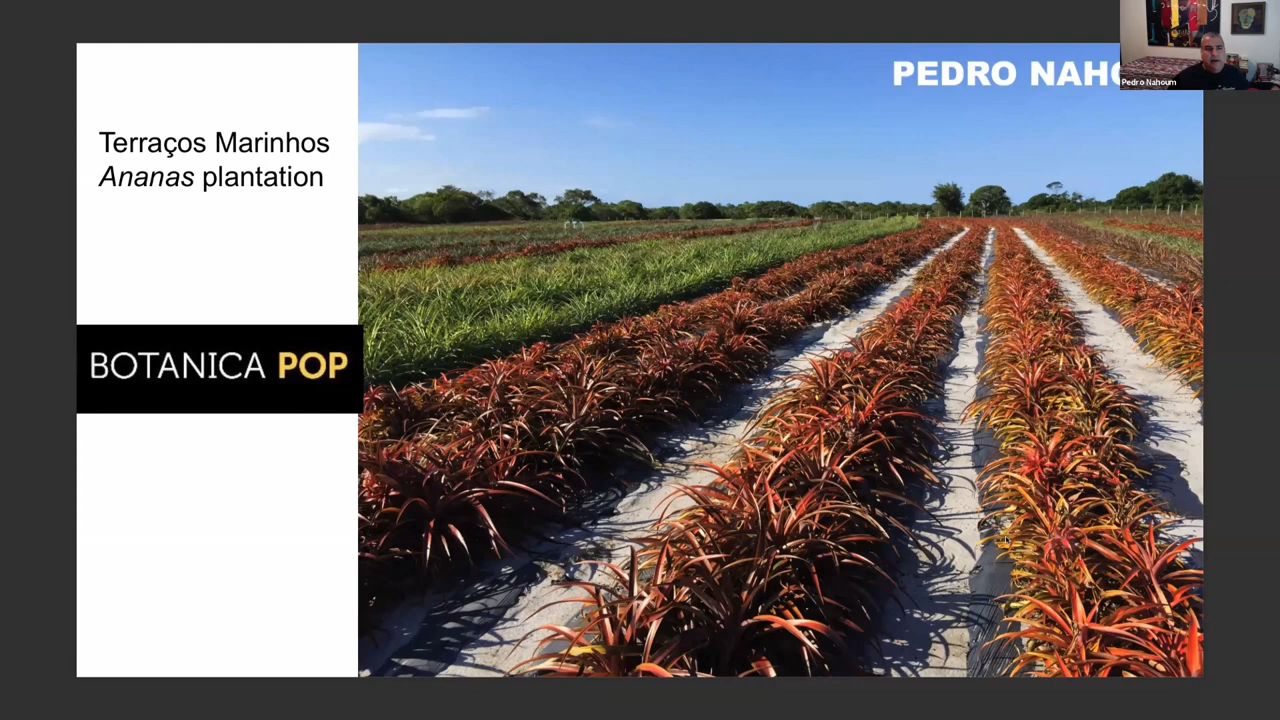 Terraços Marinhos
Ananas plantation
BOTANICA POP
PEDRO NAHO
Pedro Nahoum